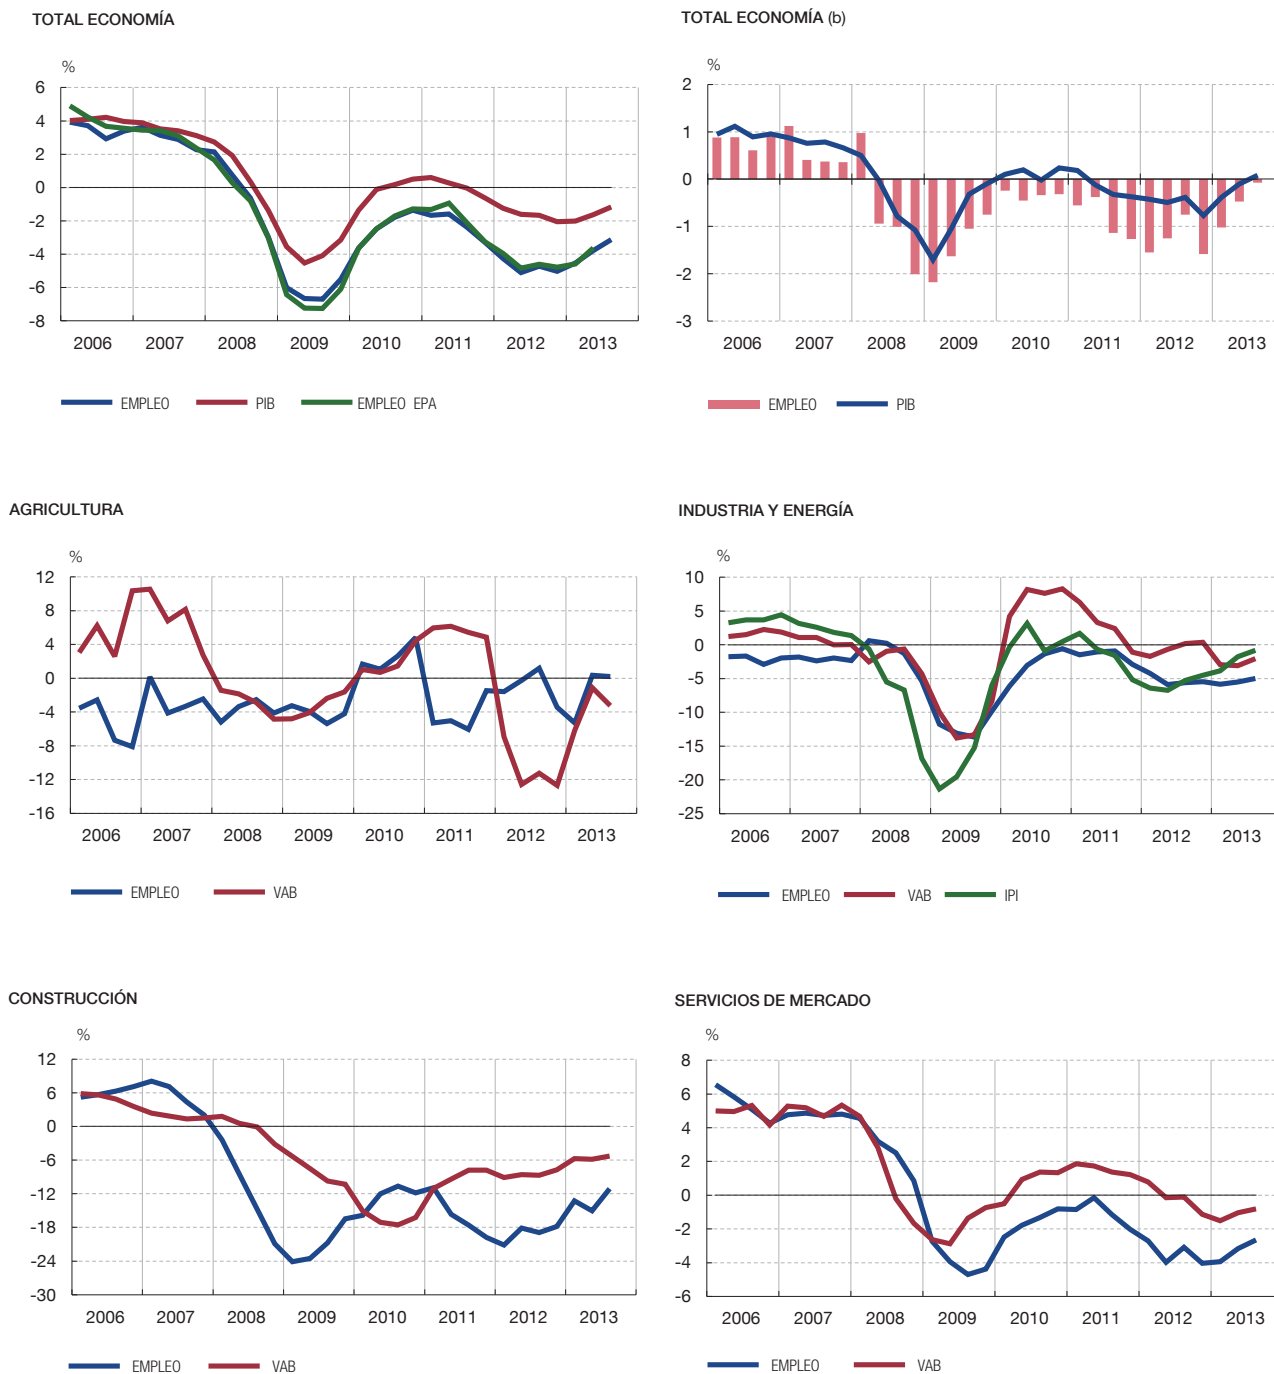 TOTAL ECONOMÍA
%
6
4
2
0
-2
-4
-6
-8
2006 2007 2008 2009 2010 2011 2012 2013
EMPLEO PIB EMPLEO EPA
TOTAL ECONOMÍA (b)
%
2
1
0
-1
-2
-3
2006 2007 2008 2009 2010 2011 2012 2013
EMPLEO PIB
AGRICULTURA
%
12
8
4
0
-4
-8
-12
-16
2006 2007 2008 2009 2010 2011 2012 2013
EMPLEO VAB
INDUSTRIA Y ENERGÍA
%
10
5
0
-5
-10
-15
-20
-25
2006 2007 2008 2009 2010 2011 2012 2013
EMPLEO VAB IPI
CONSTRUCCIÓN
%
12
6
0
-6
-12
-18
-24
-30
2006 2007 2008 2009 2010 2011 2012 2013
EMPLEO VAB
SERVICIOS DE MERCADO
%
8
6
4
2
0
-2
-4
-6
2006 2007 2008 2009 2010 2011 2012 2013
EMPLEO VAB